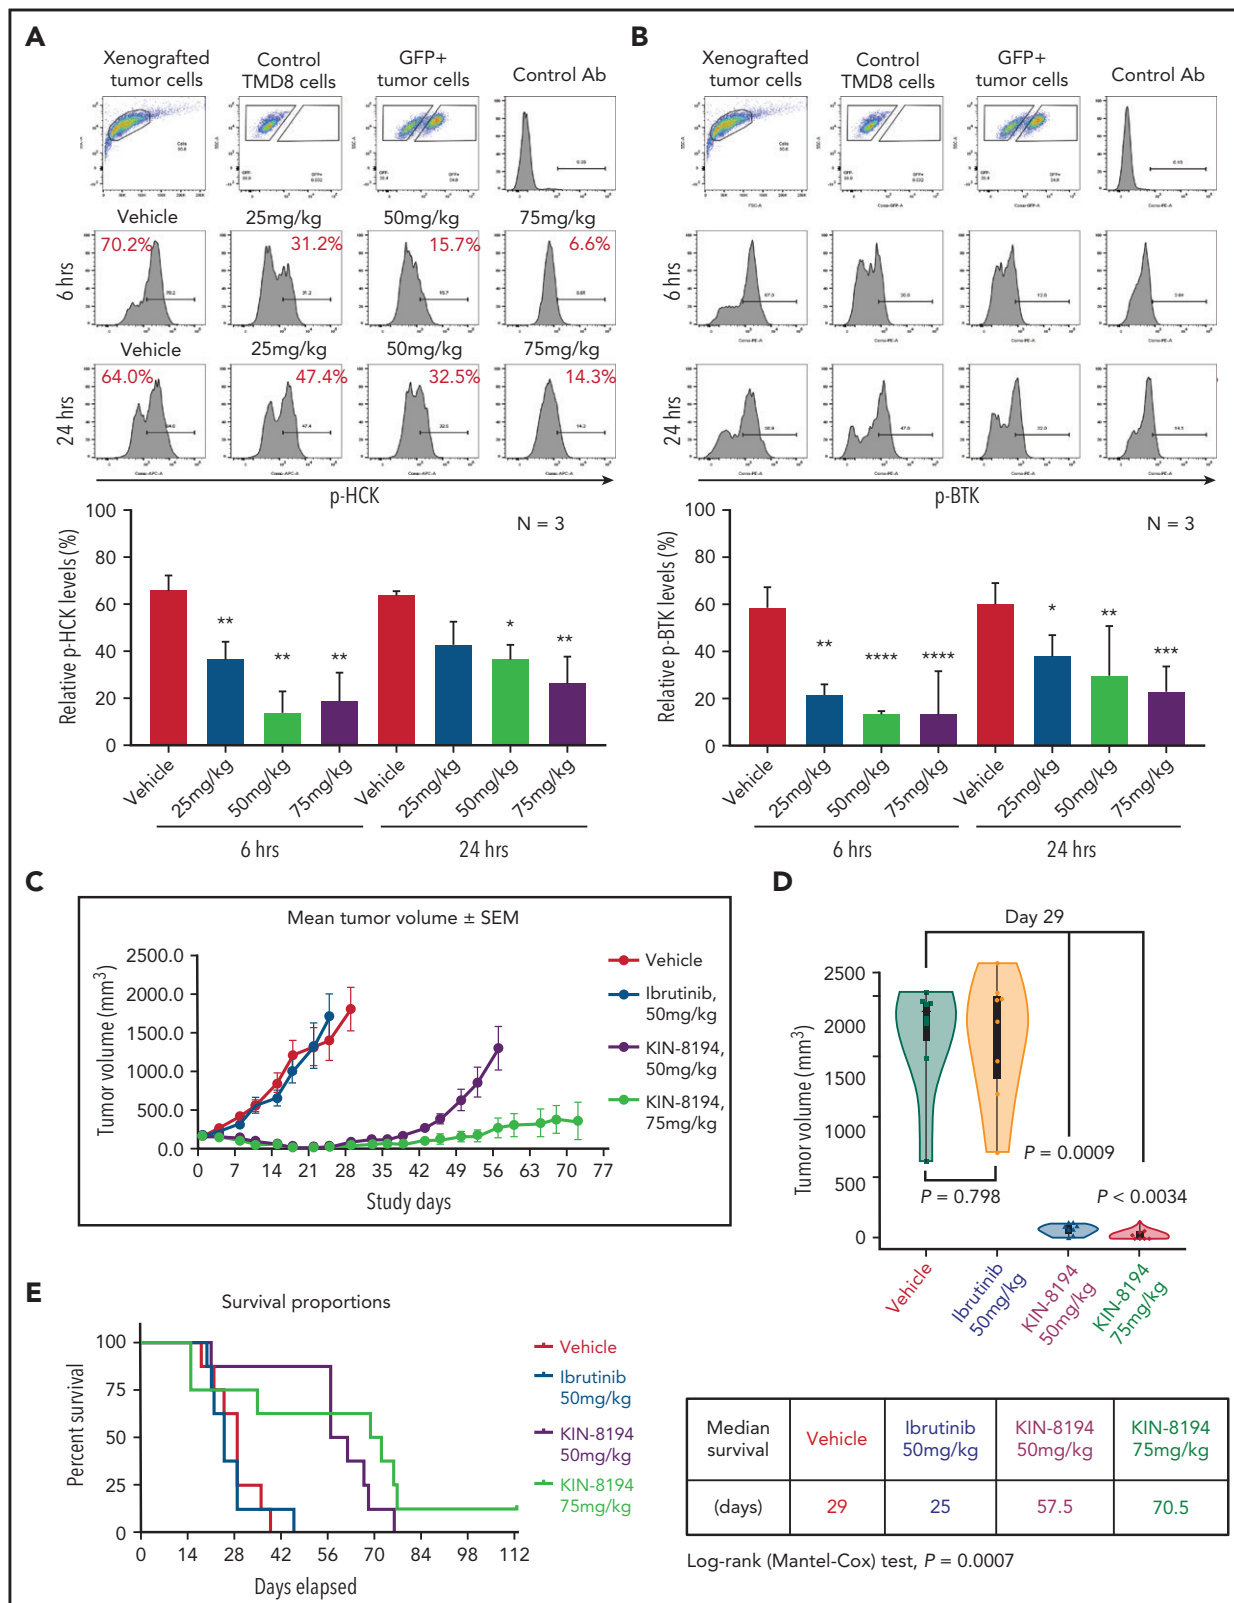 A
Xenografted tumor cells
Control TMD8 cells
GFP+ tumor cells
Control Ab
Vehicle
25mg/kg
50mg/kg
75mg/kg
6 hrs
70.2%
31.2%
15.7%
6.6%
Vehicle
25mg/kg
50mg/kg
75mg/kg
24 hrs
64.0%
47.4%
32.5%
14.3%
p-HCK
Relative p-HCK levels (%)
100
80
60
40
20
0
N = 3
**
**
**
*
**
Vehicle
25mg/kg
50mg/kg
75mg/kg
Vehicle
25mg/kg
50mg/kg
75mg/kg
6 hrs
24 hrs
B
Xenografted tumor cells
Control TMD8 cells
GFP+ tumor cells
Control Ab
6 hrs
24 hrs
p-BTK
Relative p-BTK levels (%)
100
80
60
40
20
0
N = 3
**
****
****
*
**
***
Vehicle
25mg/kg
50mg/kg
75mg/kg
Vehicle
25mg/kg
50mg/kg
75mg/kg
6 hrs
24 hrs
C
Mean tumor volume ± SEM
Tumor volume (mm³)
2500.0
2000.0
1500.0
1000.0
500.0
0.0
0 7 14 21 28 35 42 49 56 63 70 77
Study days
Vehicle
Ibrutinib,
50mg/kg
KIN-8194,
50mg/kg
KIN-8194,
75mg/kg
D
Day 29
Tumor volume (mm³)
2500
2000
1500
1000
500
0
P = 0.798
P = 0.0009
P < 0.0034
Vehicle
Ibrutinib
50mg/kg
KIN-8194
50mg/kg
KIN-8194
75mg/kg
E
Survival proportions
Percent survival
100
75
50
25
0
0 14 28 42 56 70 84 98 112
Days elapsed
Vehicle
Ibrutinib
50mg/kg
KIN-8194
50mg/kg
KIN-8194
75mg/kg
Median survival
Vehicle
Ibrutinib 50mg/kg
KIN-8194 50mg/kg
KIN-8194 75mg/kg
(days)
29
25
57.5
70.5
Log-rank (Mantel-Cox) test, P = 0.0007